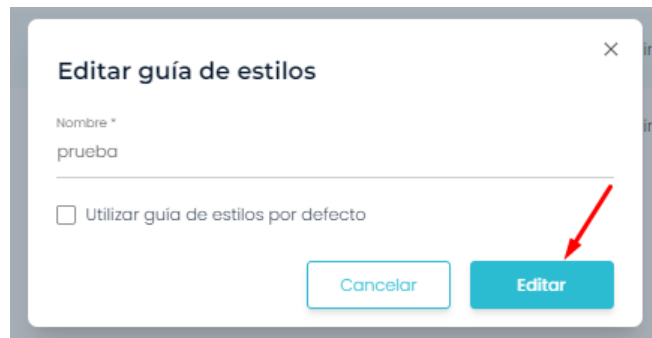 Editar guía de estilos
Nombre *
prueba
Utilizar guía de estilos por defecto
Cancelar
Editar